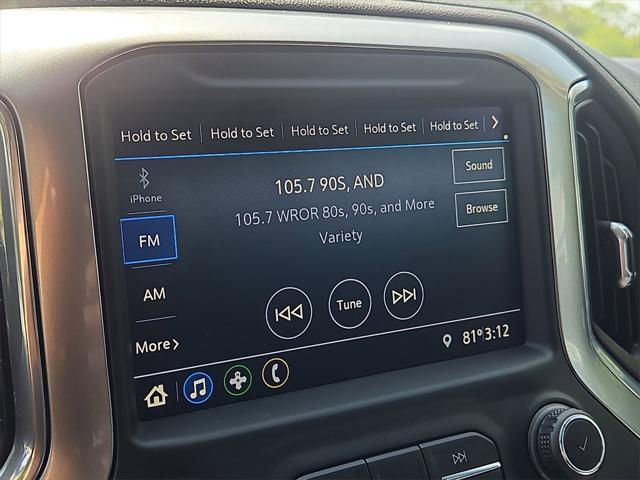 Hold to Set Hold to Set Hold to Set Hold to Set Hold to Set >
iPhone
105.7 90S, AND
Sound
105.7 WROR 80s, 90s, and More
Browse
FM
Variety
AM
Tune
More >
81° 3:12